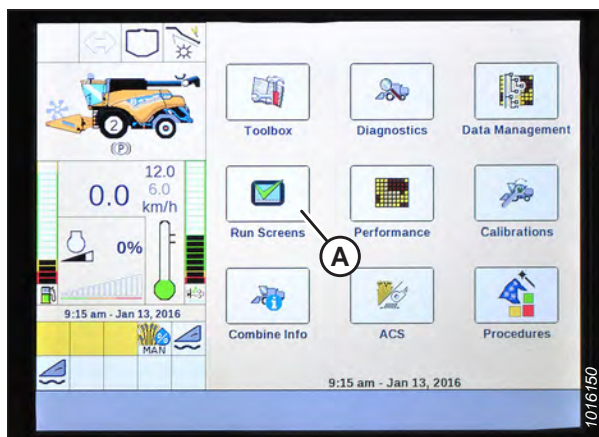 Toolbox
Diagnostics
Data Management
2
(P)
12.0
6.0
0.0
km/h
Run Screens
Performance
Calibrations
A
0%
9:15 am - Jan 13, 2016
Combine Info
ACS
Procedures
MAN
9:15 am - Jan 13, 2016
1016150